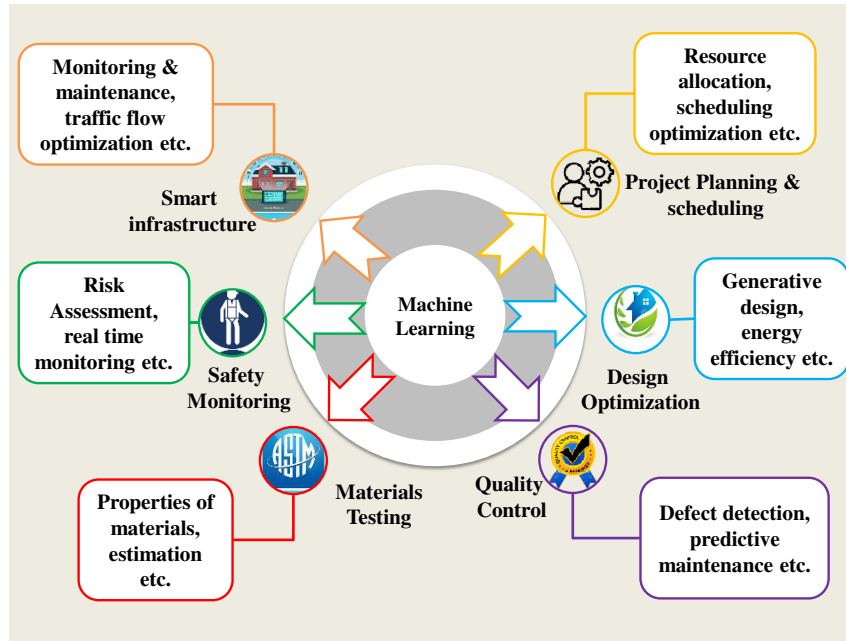 Monitoring &
maintenance,
traffic flow
optimization etc.
Smart
infrastructure
Resource
allocation,
scheduling
optimization etc.
Project Planning &
scheduling
Risk
Assessment,
real time
monitoring etc.
Safety
Monitoring
Machine
Learning
Generative
design,
energy
efficiency etc.
Design
Optimization
ASTM
Properties of
materials,
estimation
etc.
Materials
Testing
Quality
Control
QUALITY CONTROL
Defect detection,
predictive
maintenance etc.